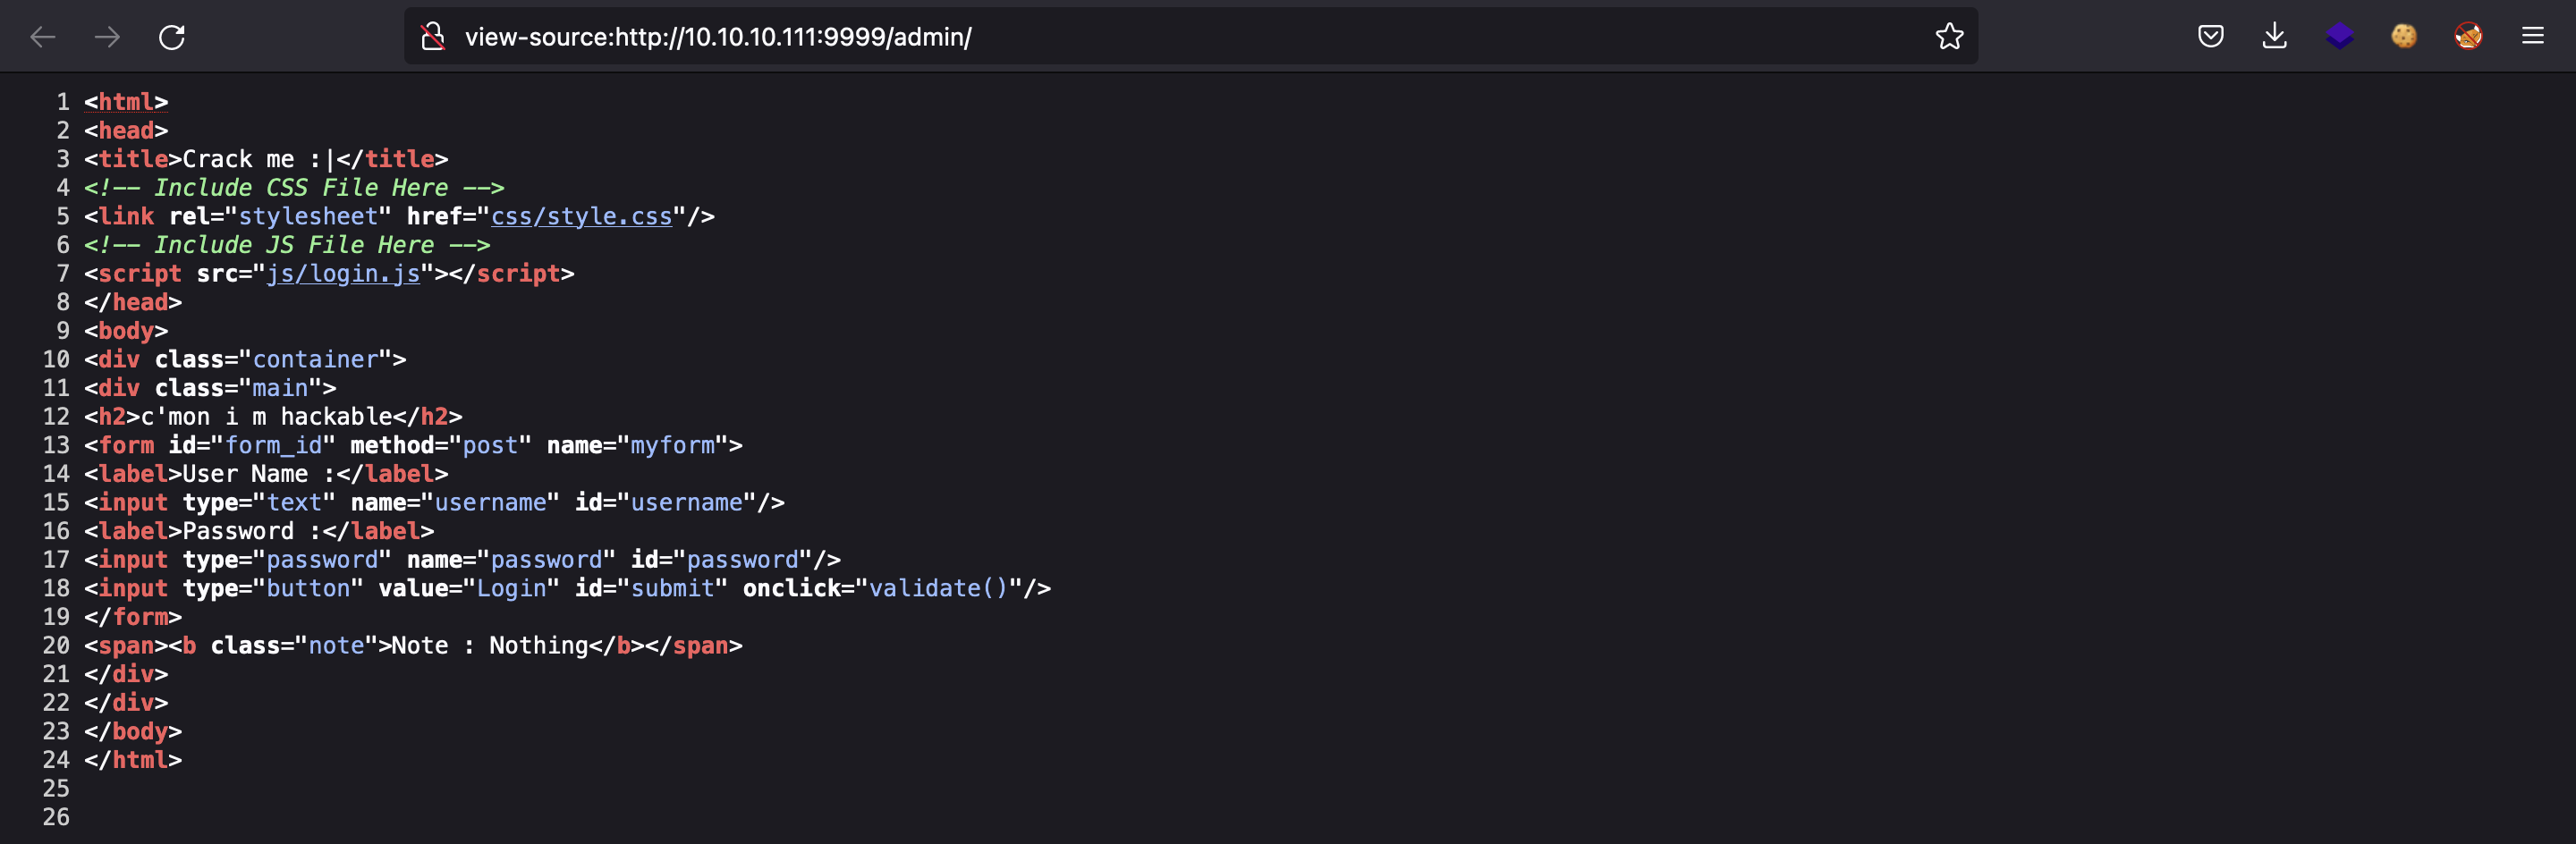 view-source:http://10.10.10.111:9999/admin/
1 <html>
2 <head>
3 <title>Crack me :|</title>
4 <!-- Include CSS File Here -->
5 <link rel="stylesheet" href="css/style.css"/>
6 <!-- Include JS File Here -->
7 <script src="js/login.js"></script>
8 </head>
9 <body>
10 <div class="container">
11 <div class="main">
12 <h2>c'mon i m hackable</h2>
13 <form id="form_id" method="post" name="myform">
14 <label>User Name :</label>
15 <input type="text" name="username" id="username"/>
16 <label>Password :</label>
17 <input type="password" name="password" id="password"/>
18 <input type="button" value="Login" id="submit" onclick="validate()"/>
19 </form>
20 <span><b class="note">Note : Nothing</b></span>
21 </div>
22 </div>
23 </body>
24 </html>
25
26